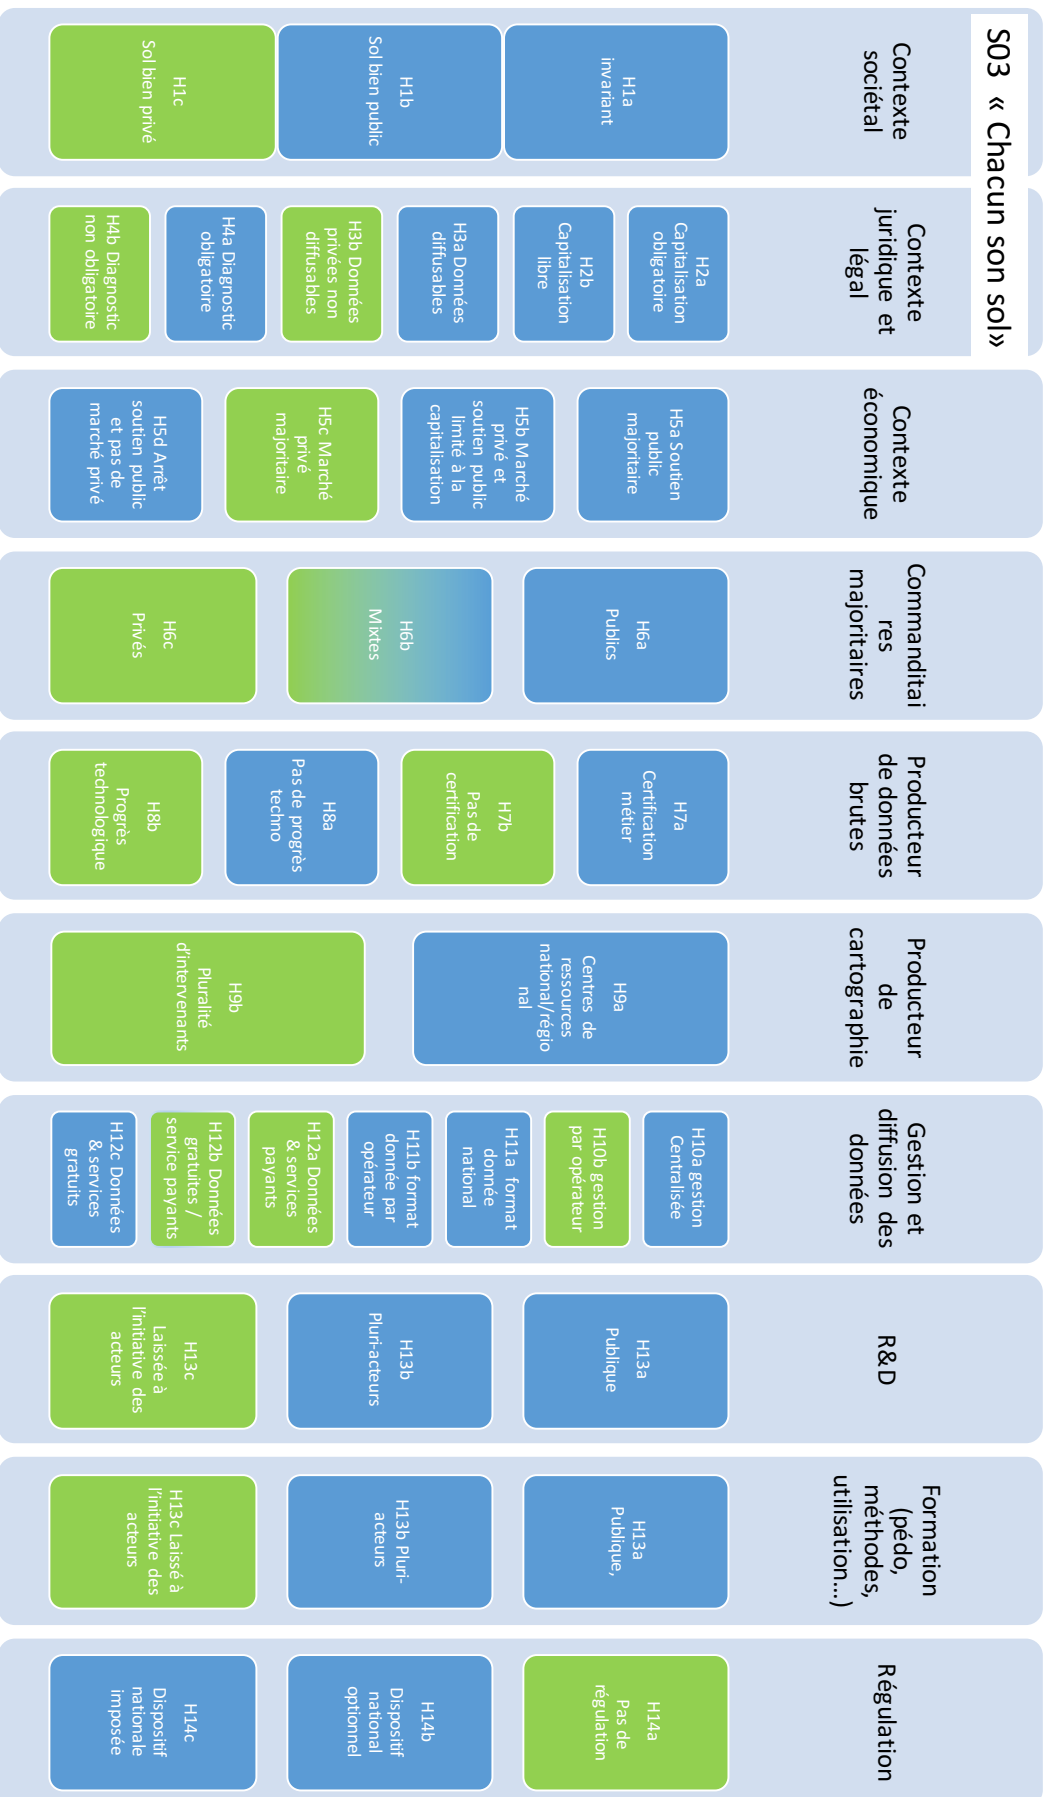 S03 « Chacun son sol»
Contexte
sociétal
H1a
invariant
H1b
Sol bien public
H1c
Sol bien privé
Contexte
juridique et
légal
H2a
Capitalisation
obligatoire
H2b
Capitalisation
libre
H3a Données
diffusables
H3b Données
privées non
diffusables
H4a Diagnostic
obligatoire
H4b Diagnostic
non obligatoire
Contexte
économique
H5a Soutien
public
majoritaire
H5b Marché
privé et
soutien public
limité à la
capitalisation
H5c Marché
privé
majoritaire
H5d Arrêt
soutien public
et pas de
marché privé
Commanditai
res
majoritaires
H6a
Publics
H6b
Mixtes
H6c
Privés
Producteur
de données
brutes
H7a
Certification
métier
H7b
Pas de
certification
H8a
Pas de progrès
techno
H8b
Progrès
technologique
Producteur
de
cartographie
H9a
Centres de
ressources
national/régio
nal
H9b
Pluralité
d'intervenants
Gestion et
diffusion des
données
H10a gestion
Centralisée
H10b gestion
par opérateur
H11a format
donnée
national
H11b format
donnée par
opérateur
H12a Données
& services
payants
H12b Données
gratuites /
service payants
H12c Données
& services
gratuits
R&D
H13a
Publique
H13b
Pluri-acteurs
H13c
Laissée à
l'initiative des
acteurs
Formation
(pédo,
méthodes,
utilisation...)
H13a
Publique,
H13b Pluri-
acteurs
H13c Laissé à
l'initiative des
acteurs
Régulation
H14a
Pas de
régulation
H14b
Dispositif
national
optionnel
H14c
Dispositif
nationale
imposée